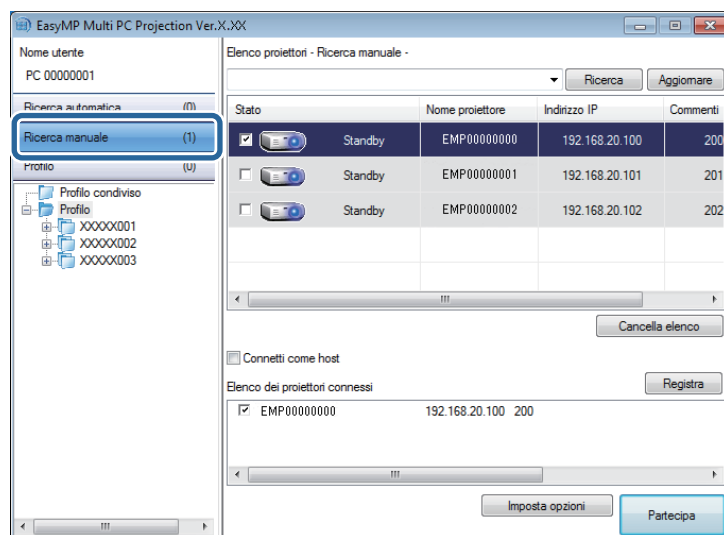 EasyMP Multi PC Projection Ver.X.XX
Nome utente
PC 00000001
Ricerca automatica (0)
Ricerca manuale (1)
Profilo (0)
Profilo condiviso
Profilo
XXXXX001
XXXXX002
XXXXX003
Elenco proiettori - Ricerca manuale -
Ricerca Aggiornare
Stato Nome proiettore Indirizzo IP Commenti
Standby EMP00000000 192.168.20.100 200
Standby EMP00000001 192.168.20.101 201
Standby EMP00000002 192.168.20.102 202
Cancella elenco
Connetti come host
Elenco dei proiettori connessi Registra
EMP00000000 192.168.20.100 200
Imposta opzioni Partecipa